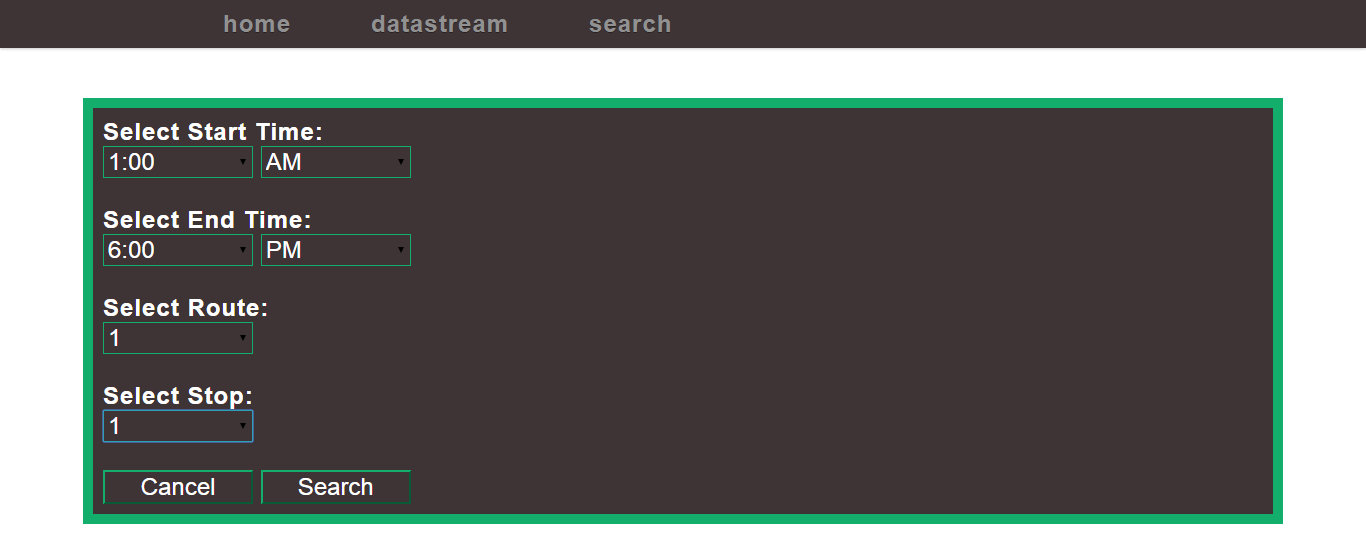 home datastream search
Select Start Time:
1:00 AM
Select End Time:
6:00 PM
Select Route:
1
Select Stop:
1
Cancel Search